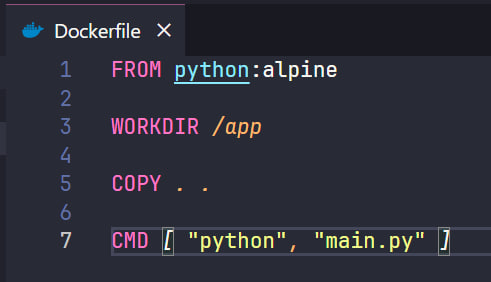 Dockerfile
1 FROM python:alpine
2
3 WORKDIR /app
4
5 COPY . .
6
7 CMD [ "python", "main.py" ]